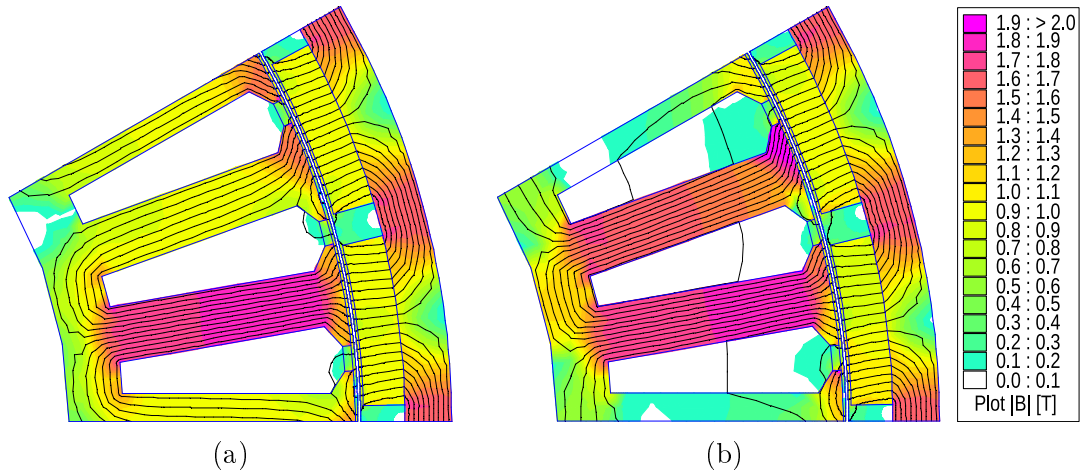 1.9 : > 2.0
1.8 : 1.9
1.7 : 1.8
1.6 : 1.7
1.5 : 1.6
1.4 : 1.5
1.3 : 1.4
1.2 : 1.3
1.1 : 1.2
1.0 : 1.1
0.9 : 1.0
0.8 : 0.9
0.7 : 0.8
0.6 : 0.7
0.5 : 0.6
0.4 : 0.5
0.3 : 0.4
0.2 : 0.3
0.1 : 0.2
0.0 : 0.1
Plot |B| [T]
(a)
(b)